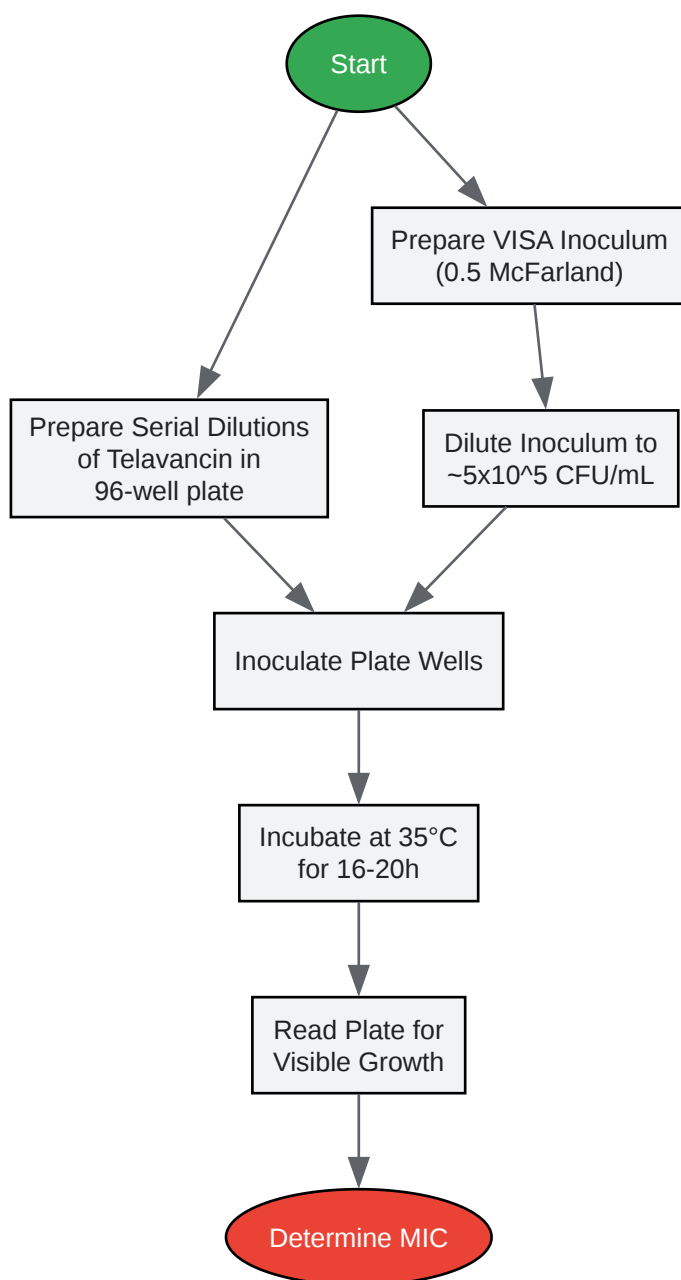 Start
Prepare VISA Inoculum
(0.5 McFarland)
Prepare Serial Dilutions
of Telavancin in
96-well plate
Dilute Inoculum to
~5x10^5 CFU/mL
Inoculate Plate Wells
Incubate at 35°C
for 16-20h
Read Plate for
Visible Growth
Determine MIC